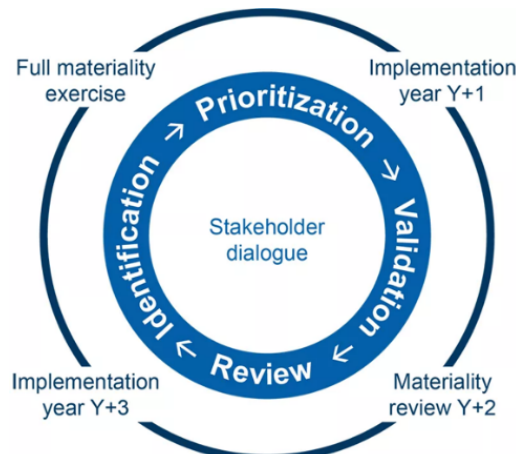 Full materiality
exercise
Implementation
year Y+1
Prioritization
Validation
Review
Identification
Stakeholder
dialogue
Implementation
year Y+3
Materiality
review Y+2